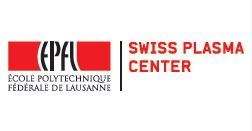 EPFL
ÉCOLE POLYTECHNIQUE
FÉDÉRALE DE LAUSANNE
SWISS PLASMA
CENTER